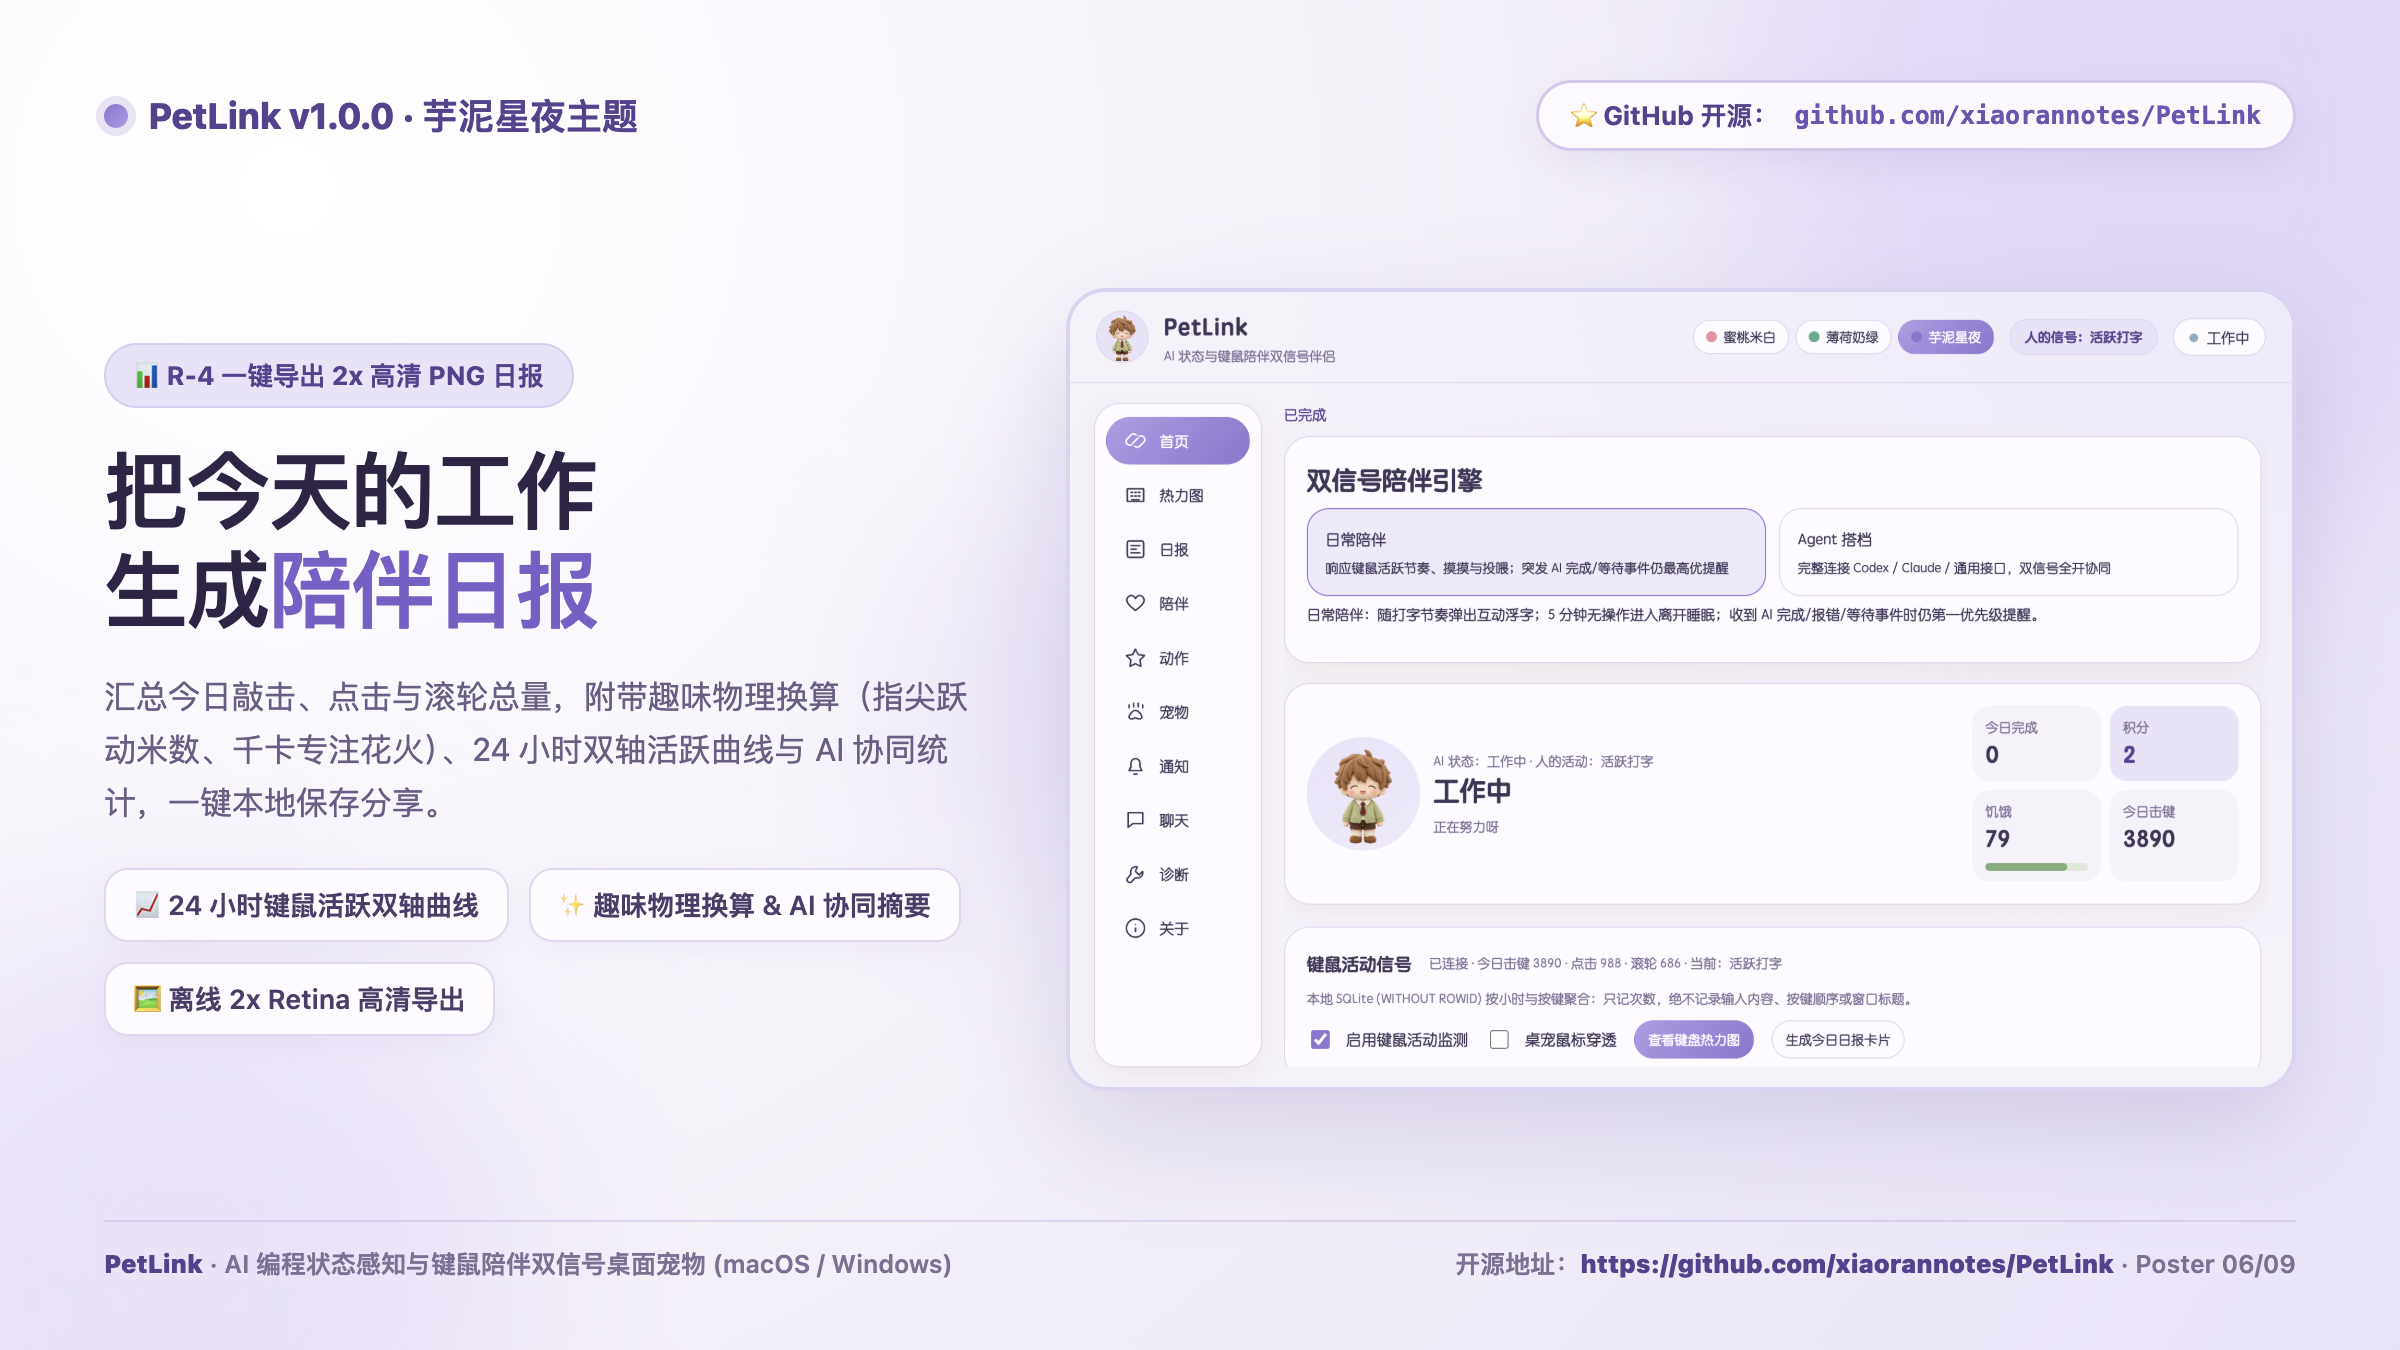 PetLink v1.0.0 · 芋泥星夜主题
⭐ GitHub 开源： github.com/xiaorannotes/PetLink
📊 R-4 一键导出 2x 高清 PNG 日报
把今天的工作
生成陪伴日报
汇总今日敲击、点击与滚轮总量，附带趣味物理换算（指尖跃
动米数、千卡专注花火）、24 小时双轴活跃曲线与 AI 协同统
计，一键本地保存分享。
📈 24 小时键鼠活跃双轴曲线
✨ 趣味物理换算 & AI 协同摘要
🖼️ 离线 2x Retina 高清导出
PetLink
AI 状态与键鼠陪伴双信号伴侣
蜜桃米白
薄荷奶绿
芋泥星夜
人的信号：活跃打字
工作中
首页
热力图
日报
陪伴
动作
宠物
通知
聊天
诊断
关于
已完成
双信号陪伴引擎
日常陪伴
响应键鼠活跃节奏、摸摸与投喂；突发 AI 完成/等待事件仍最高优提醒
Agent 搭档
完整连接 Codex / Claude / 通用接口，双信号全开协同
日常陪伴：随打字节奏弹出互动浮字；5 分钟无操作进入离开睡眠；收到 AI 完成/报错/等待事件时仍第一优先级提醒。
AI 状态：工作中 · 人的活动：活跃打字
工作中
正在努力呀
今日完成
0
积分
2
饥饿
79
今日击键
3890
键鼠活动信号
已连接 · 今日击键 3890 · 点击 988 · 滚轮 686 · 当前：活跃打字
本地 SQLite (WITHOUT ROWID) 按小时与按键聚合：只记次数，绝不记录输入内容、按键顺序或窗口标题。
启用键鼠活动监测
桌宠鼠标穿透
查看键盘热力图
生成今日日报卡片
PetLink · AI 编程状态感知与键鼠陪伴双信号桌面宠物 (macOS / Windows)
开源地址：https://github.com/xiaorannotes/PetLink · Poster 06/09